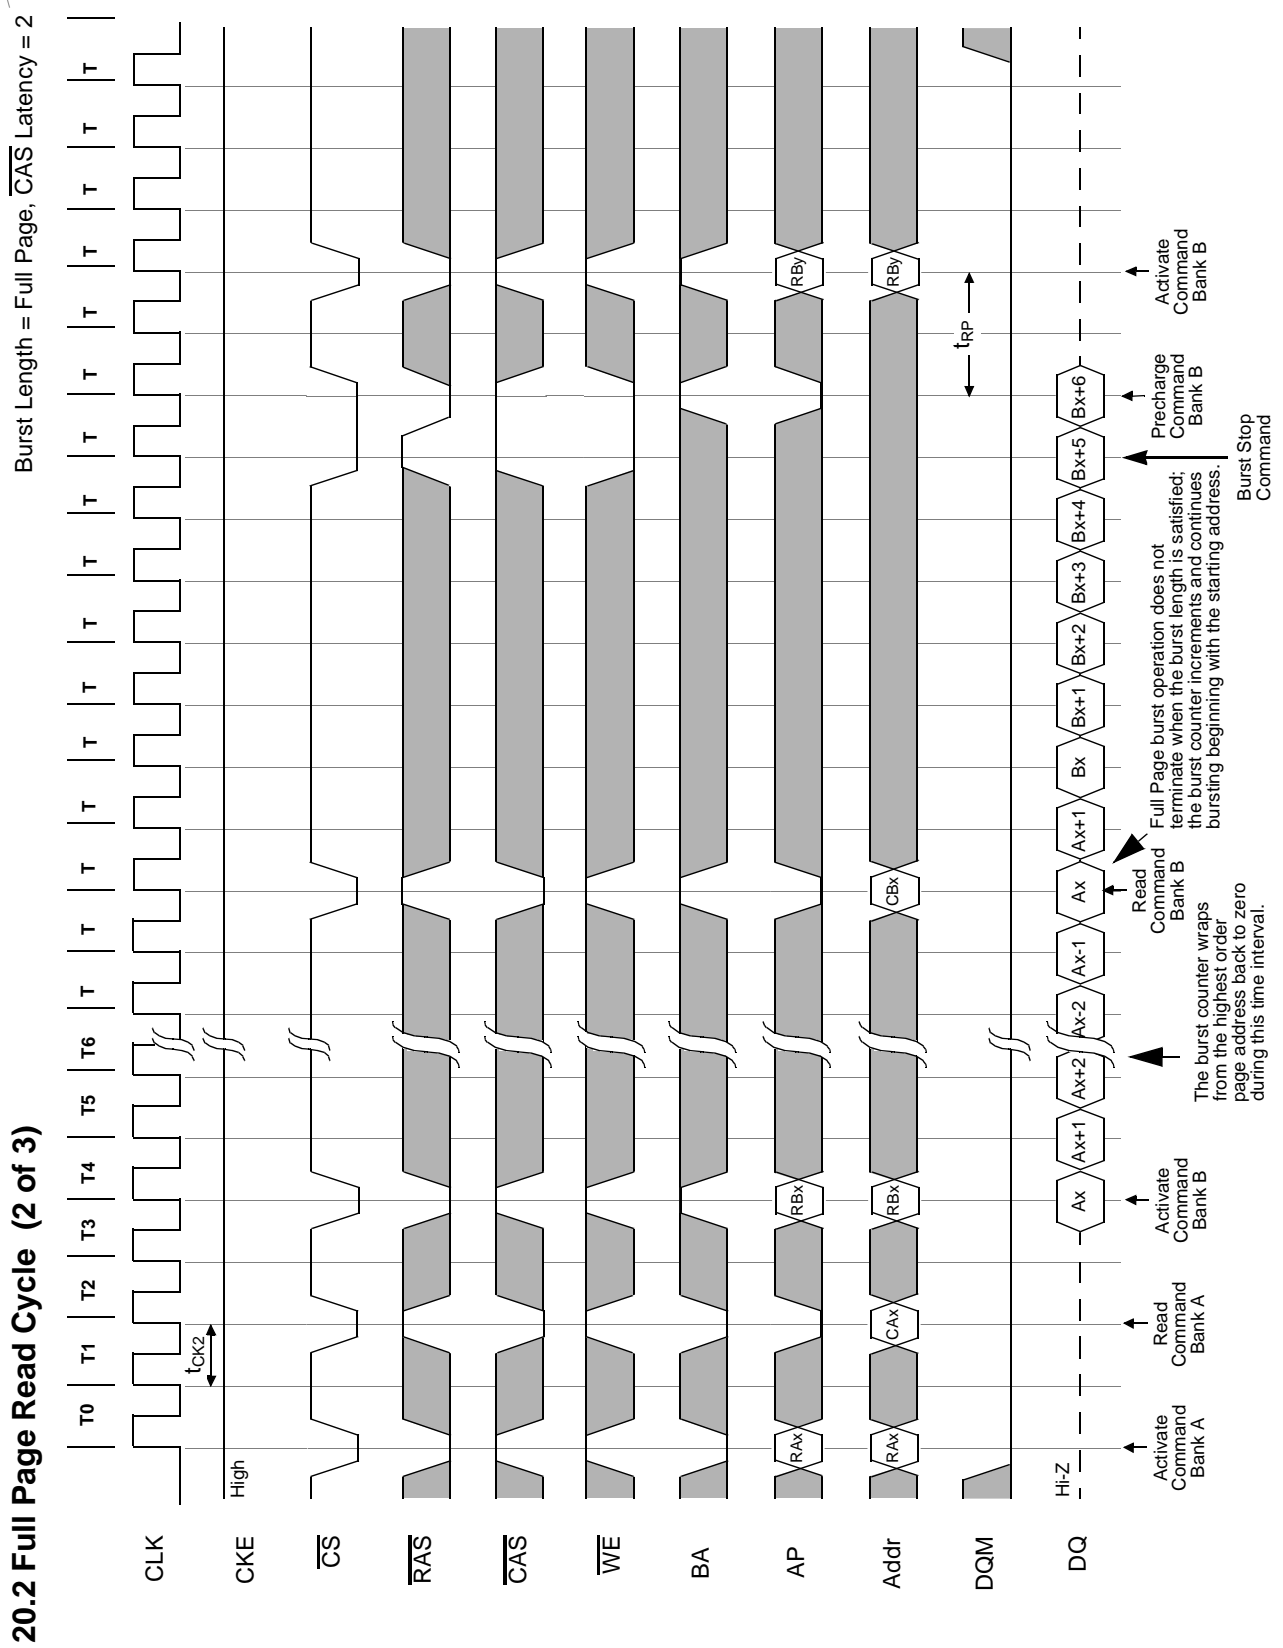 20.2 Full Page Read Cycle (2 of 3)
Burst Length = Full Page, CAS Latency = 2
T0 T1 T2 T3 T4 T5 T6 T T T T T T T T T T T T T T T T
CLK
tCK2
CKE
High
CS
RAS
CAS
WE
BA
AP
RAx RBx RBy
Addr
RAx CAx RBx CBx RBy
DQM
tRP
DQ
Hi-Z
Ax Ax+1 Ax+2 Ax-2 Ax-1 Ax Ax+1 Bx Bx+1 Bx+2 Bx+3 Bx+4 Bx+5 Bx+6
Activate
Command
Bank A
Read
Command
Bank A
Activate
Command
Bank B
The burst counter wraps
from the highest order
page address back to zero
during this time interval.
Read
Command
Bank B
Full Page burst operation does not
terminate when the burst length is satisfied;
the burst counter increments and continues
bursting beginning with the starting address.
Burst Stop
Command
Precharge
Command
Bank B
Activate
Command
Bank B